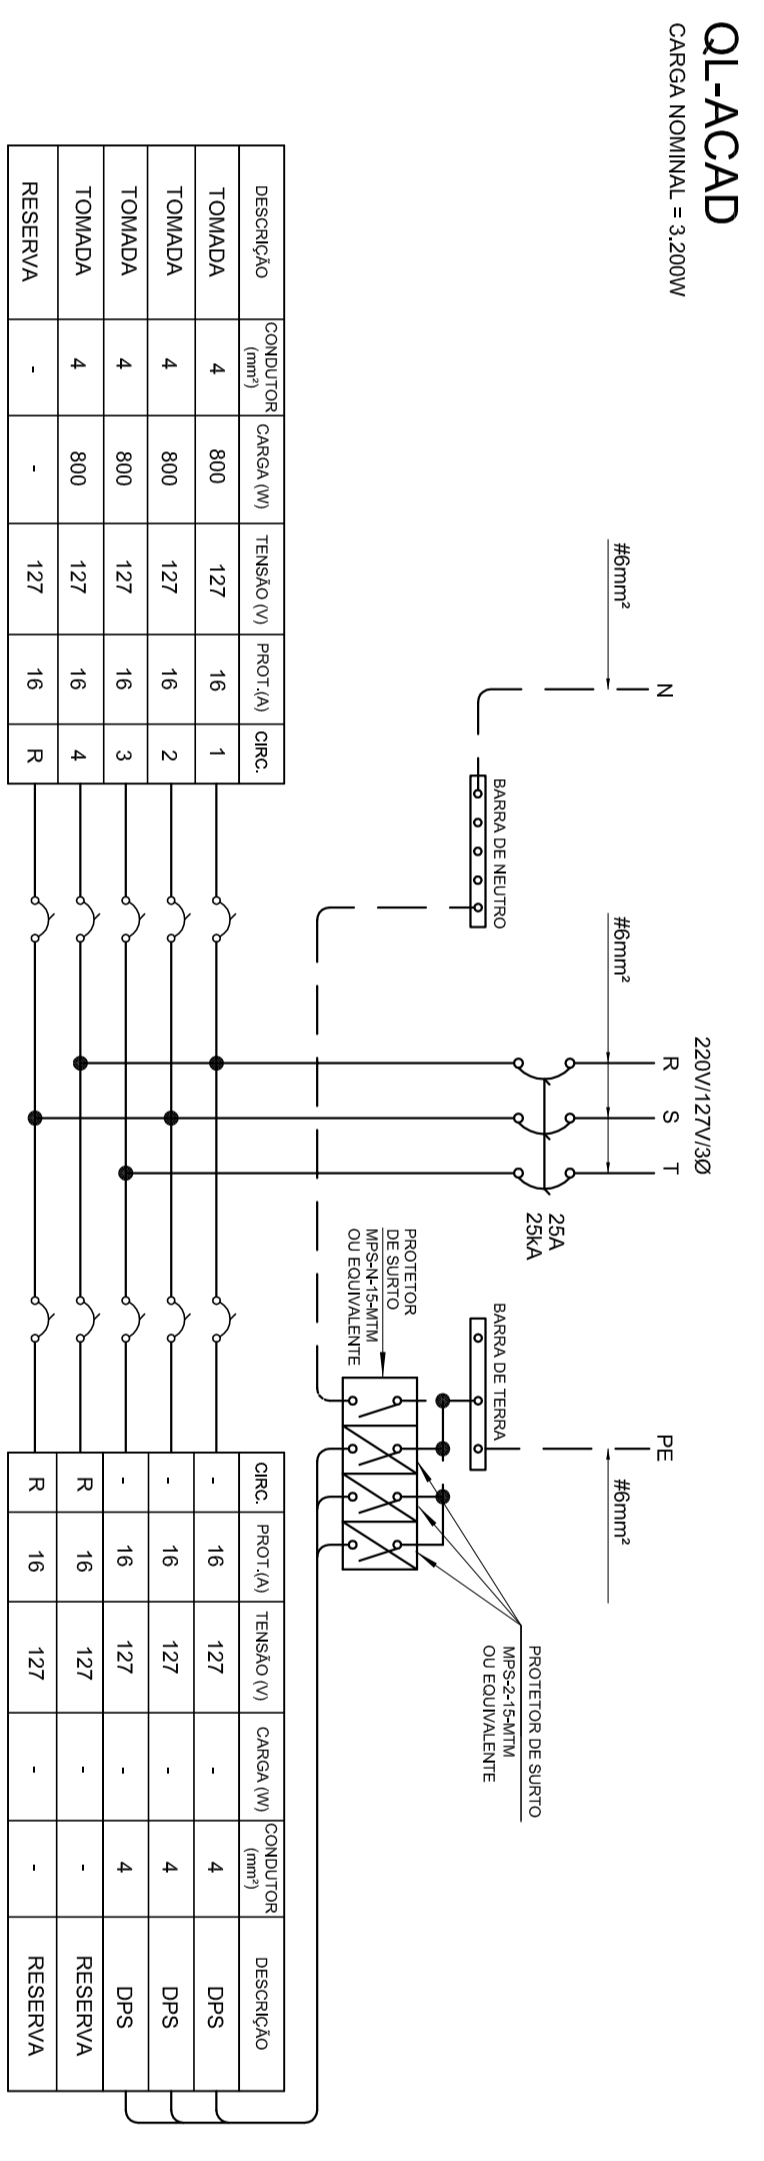 QL-ACAD
CARGA NOMINAL = 3.200W
220V/127V/3Ø
N
R
S
T
PE
#6mm²
#6mm²
#6mm²
25A
25kA
BARRA DE NEUTRO
BARRA DE TERRA
PROTETOR DE SURTO
MPS-2-15-MTM
OU EQUIVALENTE
PROTETOR
DE SURTO
MPS-N-15-MTM
OU EQUIVALENTE
DESCRIÇÃO CONDUTOR (mm²) CARGA (W) TENSÃO (V) PROT.(A) CIRC.
TOMADA 4 800 127 16 1
TOMADA 4 800 127 16 2
TOMADA 4 800 127 16 3
TOMADA 4 800 127 16 4
RESERVA - - 127 16 R
CIRC. PROT.(A) TENSÃO (V) CARGA (W) CONDUTOR (mm²) DESCRIÇÃO
- 16 127 - 4 DPS
- 16 127 - 4 DPS
- 16 127 - 4 DPS
R 16 127 - - RESERVA
R 16 127 - - RESERVA